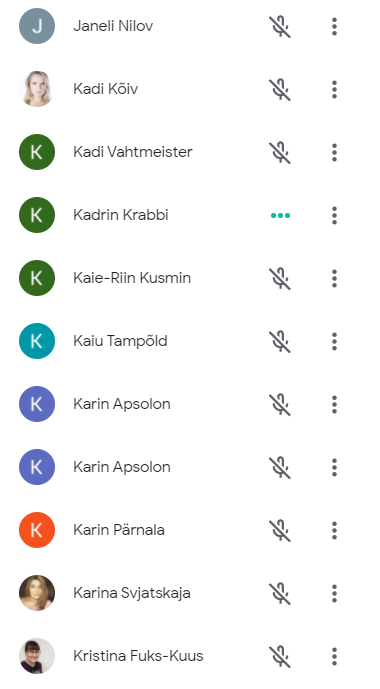 J Janeli Nilov
Kadi Kõiv
K Kadi Vahtmeister
K Kadrin Krabbi
K Kaie-Riin Kusmin
K Kaiu Tampõld
K Karin Apsolon
K Karin Apsolon
K Karin Pärnala
Karina Svjatskaja
Kristina Fuks-Kuus